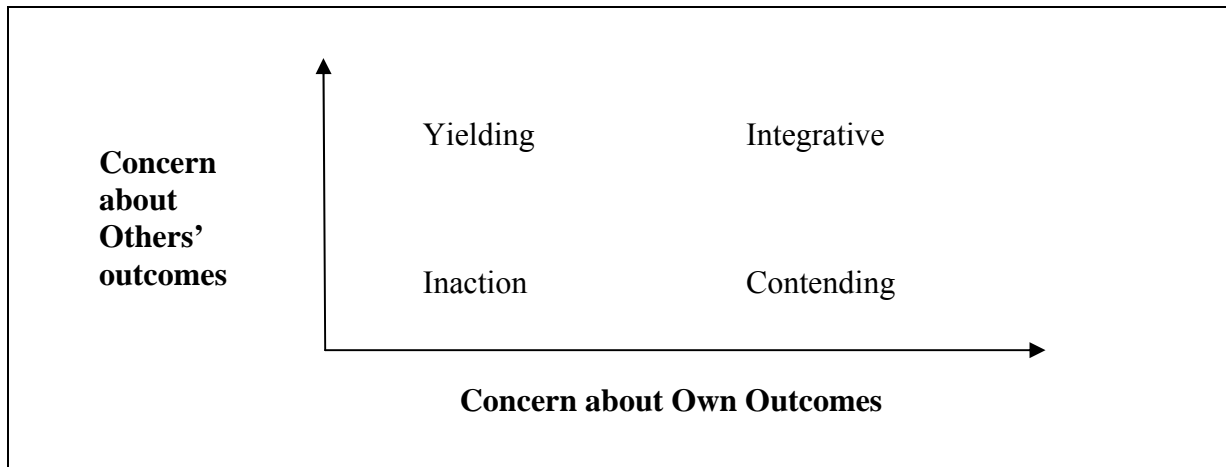 Yielding Integrative
Concern
about
Others’
outcomes
Inaction Contending
Concern about Own Outcomes